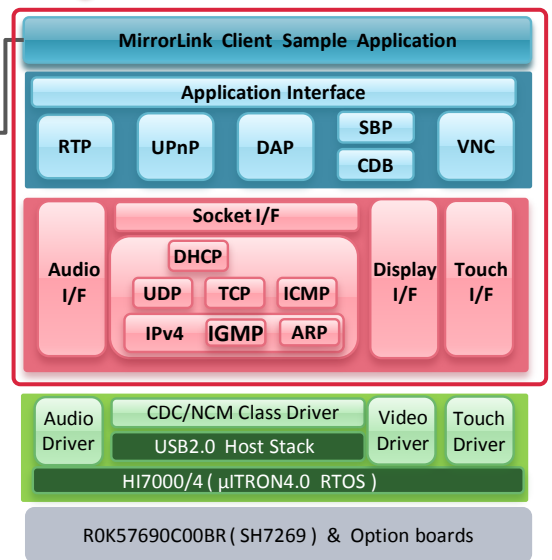 MirrorLink Client Sample Application
Application Interface
RTP
UPnP
DAP
SBP
CDB
VNC
Audio
I/F
Socket I/F
DHCP
UDP
TCP
ICMP
IPv4
IGMP
ARP
Display
I/F
Touch
I/F
Audio
Driver
CDC/NCM Class Driver
USB2.0 Host Stack
Video
Driver
Touch
Driver
HI7000/4 ( µITRON4.0 RTOS )
R0K57690C00BR ( SH7269 ) & Option boards